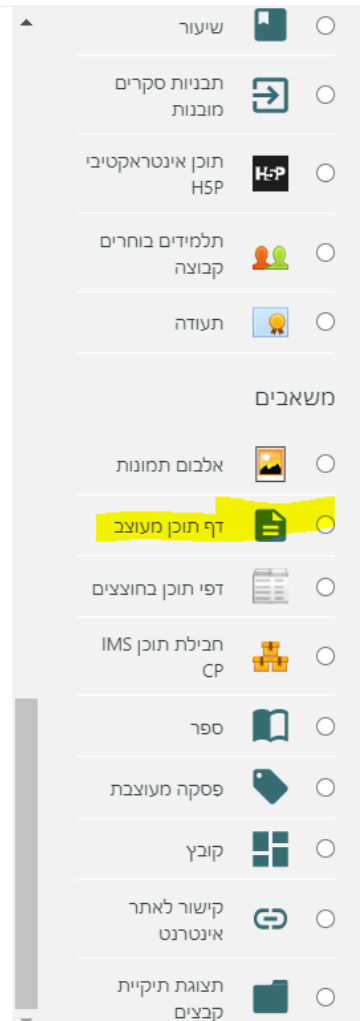 שיעור
תבניות סקרים
מובנות
תוכן אינטראקטיבי
H5P
H5P
תלמידים בוחרים
קבוצה
תעודה
משאבים
אלבום תמונות
דף תוכן מעוצב
דפי תוכן בחוצצים
חבילת תוכן IMS
CP
ספר
פסקה מעוצבת
קובץ
קישור לאתר
אינטרנט
תצוגת תיקיית
קבצים